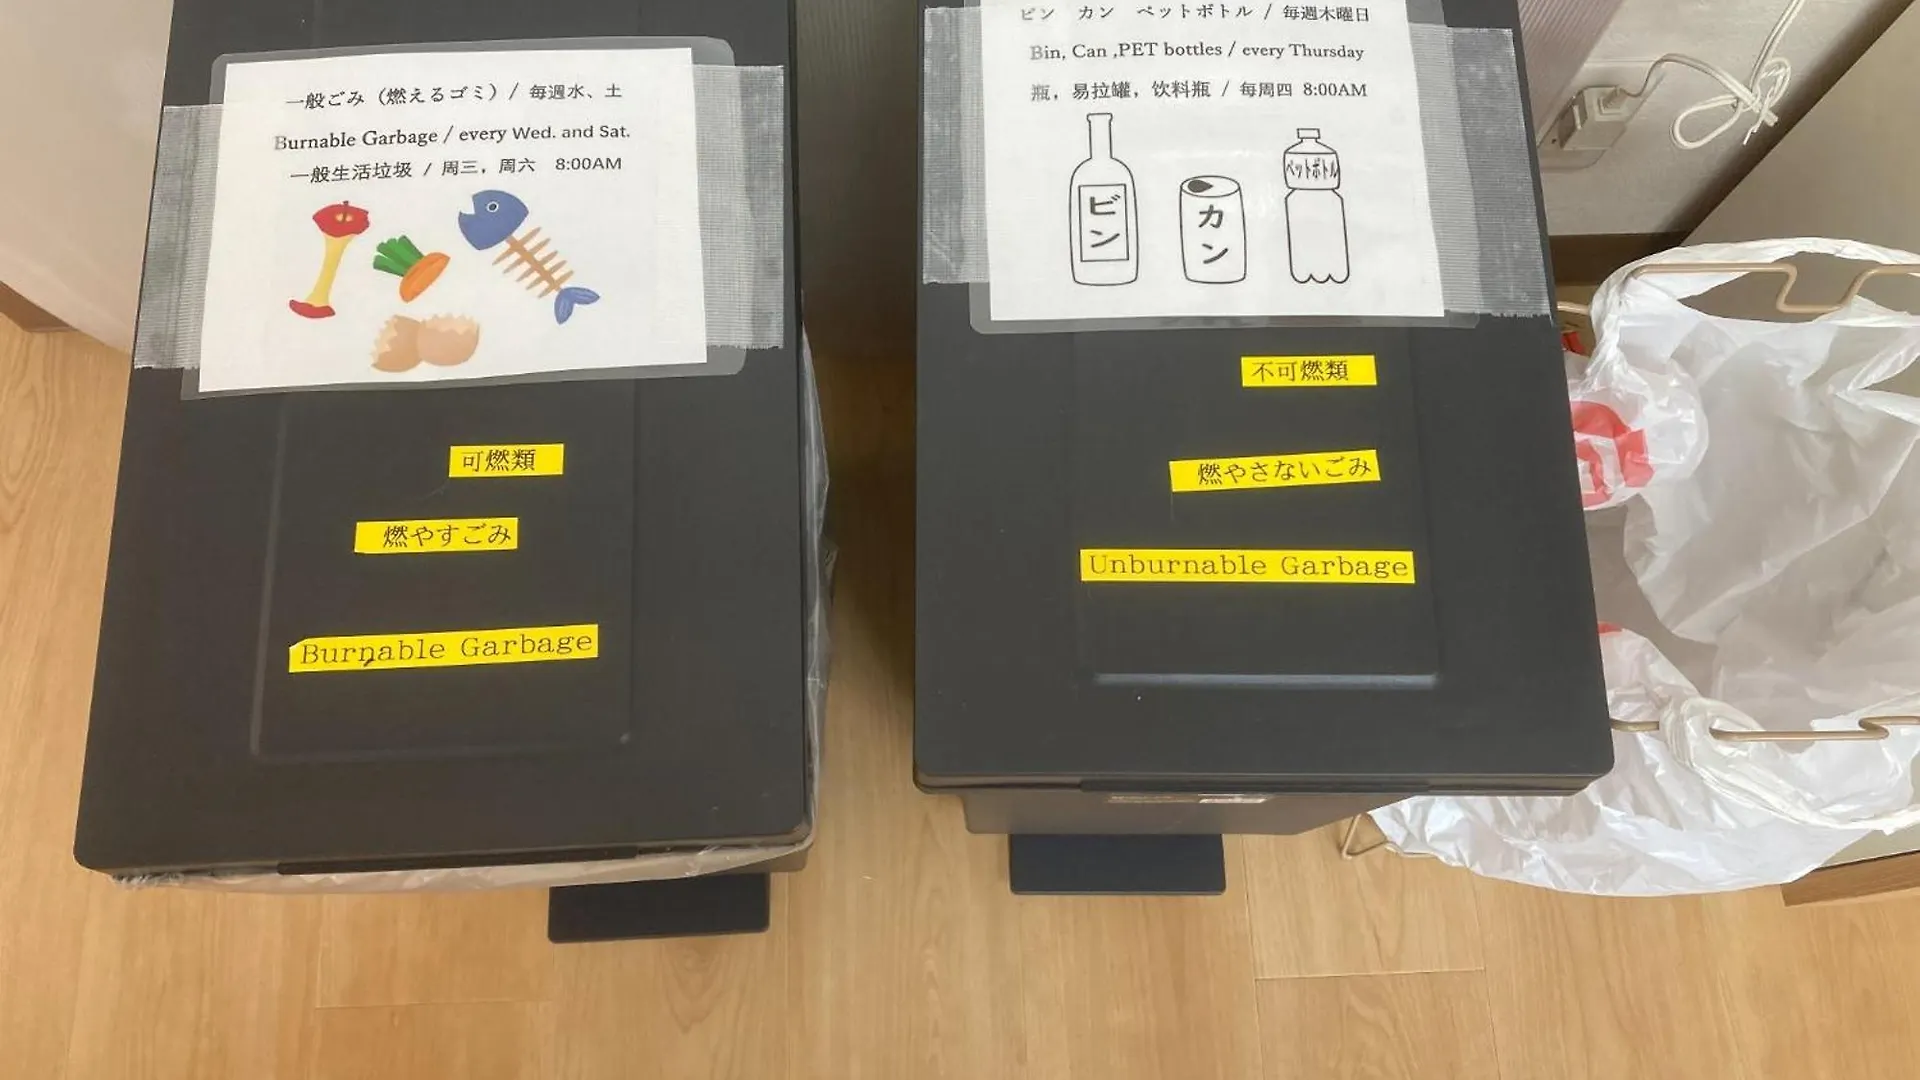 一般ごみ（燃えるゴミ）/ 毎週水、土
Burnable Garbage / every Wed. and Sat.
一般生活垃圾 / 周三，周六 8:00AM
可燃類
燃やすごみ
Burnable Garbage
ビン カン ペットボトル / 毎週木曜日
Bin, Can ,PET bottles / every Thursday
瓶，易拉罐，饮料瓶 / 每周四 8:00AM
ビン
カン
ペットボトル
不可燃類
燃やさないごみ
Unburnable Garbage